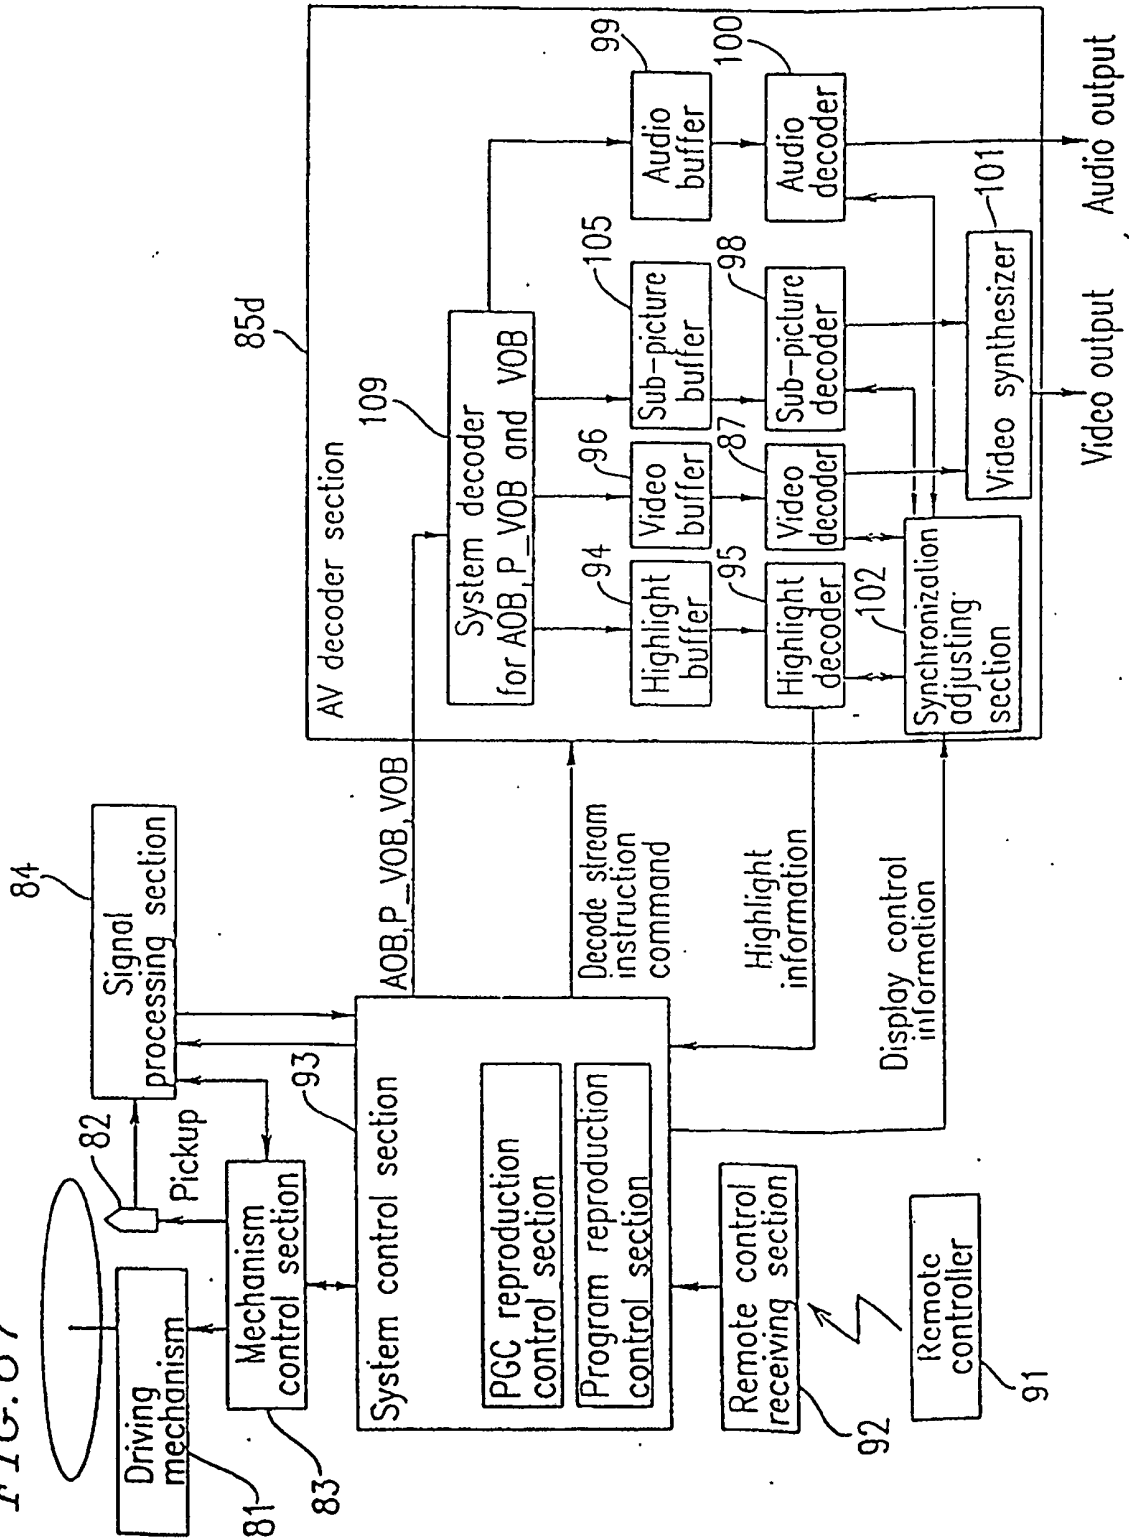 81
Driving
mechanism
82
Pickup
83
Mechanism
control section
84
Signal
processing section
93
System control section
PGC reproduction
control section
Program reproduction
control section
92
Remote control
receiving section
91
Remote
controller
AOB,P_VOB,VOB
Decode stream
instruction
command
Highlight
information
Display control
information
85d
AV decoder section
109
System decoder
for AOB,P_VOB and VOB
94
Highlight
buffer
96
Video
buffer
105
Sub-picture
buffer
99
Audio
buffer
95
Highlight
decoder
87
Video
decoder
98
Sub-picture
decoder
100
Audio
decoder
102
Synchronization
adjusting
section
101
Video synthesizer
Video output
Audio output